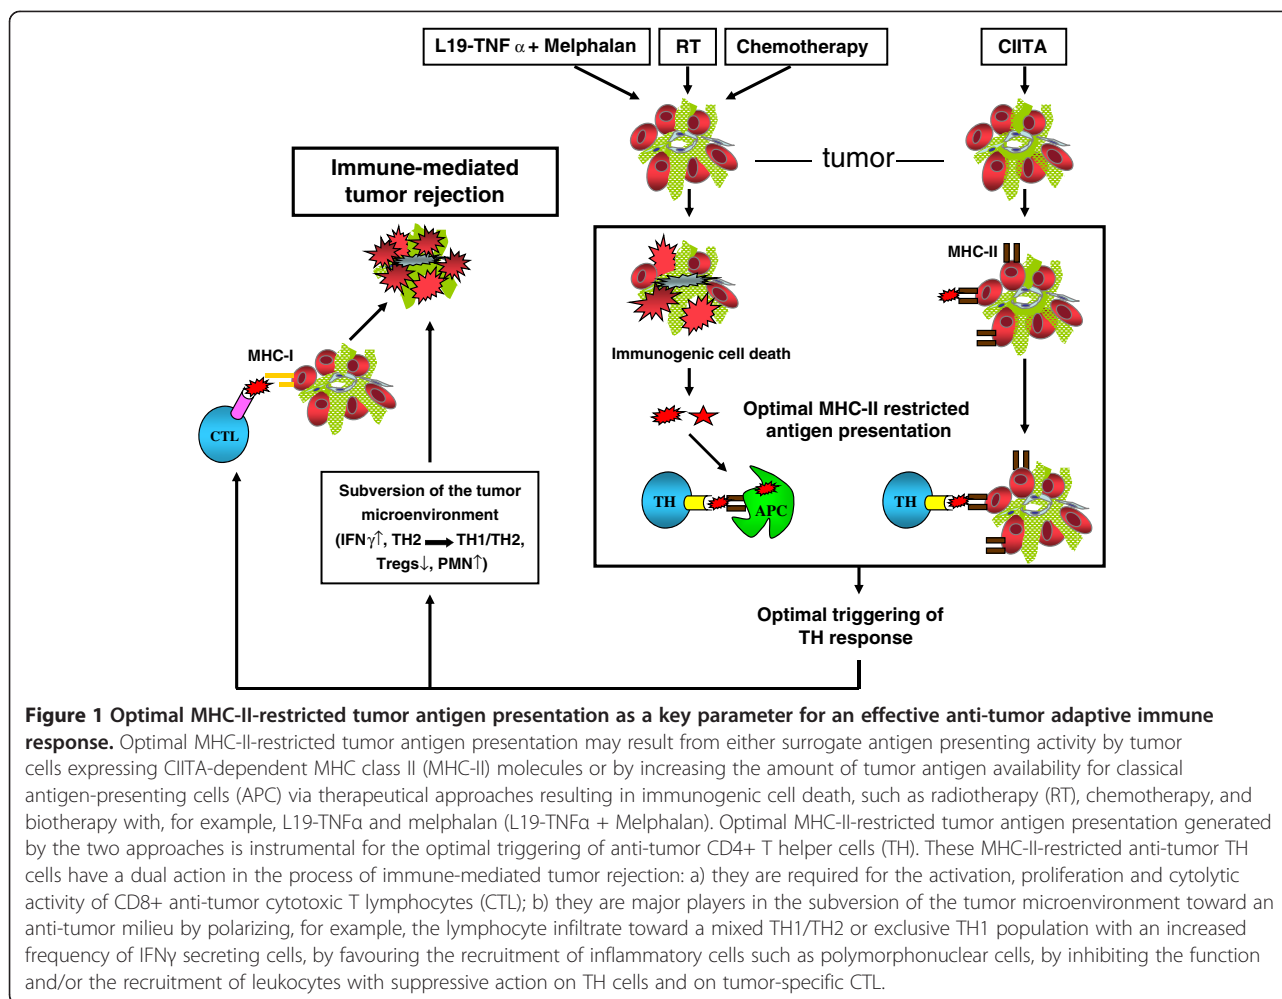 L19-TNF α + Melphalan
RT
Chemotherapy
CIITA
tumor
Immune-mediated
tumor rejection
MHC-II
MHC-I
Immunogenic cell death
CTL
Optimal MHC-II restricted
antigen presentation
Subversion of the tumor
microenvironment
(IFNγ↑, TH2 → TH1/TH2,
Tregs↓, PMN↑)
TH
APC
TH
Optimal triggering of
TH response
Figure 1 Optimal MHC-II-restricted tumor antigen presentation as a key parameter for an effective anti-tumor adaptive immune
response. Optimal MHC-II-restricted tumor antigen presentation may result from either surrogate antigen presenting activity by tumor
cells expressing CIITA-dependent MHC class II (MHC-II) molecules or by increasing the amount of tumor antigen availability for classical
antigen-presenting cells (APC) via therapeutical approaches resulting in immunogenic cell death, such as radiotherapy (RT), chemotherapy, and
biotherapy with, for example, L19-TNFα and melphalan (L19-TNFα + Melphalan). Optimal MHC-II-restricted tumor antigen presentation generated
by the two approaches is instrumental for the optimal triggering of anti-tumor CD4+ T helper cells (TH). These MHC-II-restricted anti-tumor TH
cells have a dual action in the process of immune-mediated tumor rejection: a) they are required for the activation, proliferation and cytolytic
activity of CD8+ anti-tumor cytotoxic T lymphocytes (CTL); b) they are major players in the subversion of the tumor microenvironment toward an
anti-tumor milieu by polarizing, for example, the lymphocyte infiltrate toward a mixed TH1/TH2 or exclusive TH1 population with an increased
frequency of IFNγ secreting cells, by favouring the recruitment of inflammatory cells such as polymorphonuclear cells, by inhibiting the function
and/or the recruitment of leukocytes with suppressive action on TH cells and on tumor-specific CTL.